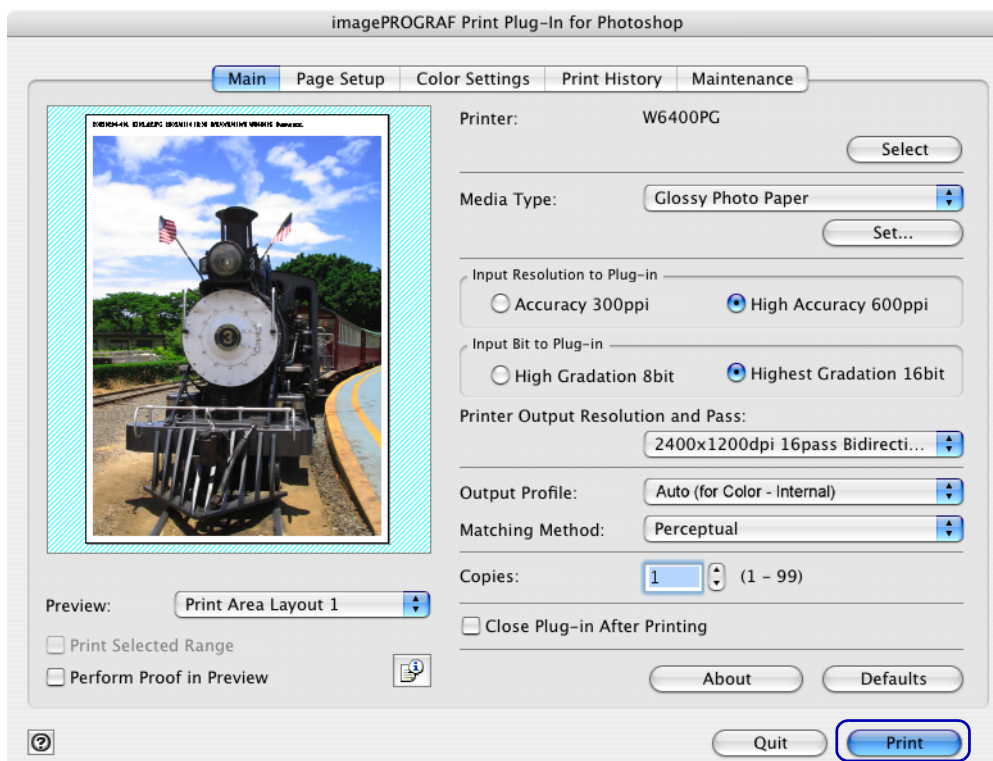 imagePROGRAF Print Plug-In for Photoshop
Main Page Setup Color Settings Print History Maintenance
Printer: W6400PG
Select
Media Type: Glossy Photo Paper
Set...
Input Resolution to Plug-in
Accuracy 300ppi High Accuracy 600ppi
Input Bit to Plug-in
High Gradation 8bit Highest Gradation 16bit
Printer Output Resolution and Pass:
2400x1200dpi 16pass Bidirecti...
Output Profile: Auto (for Color - Internal)
Matching Method: Perceptual
Copies: 1 (1 – 99)
Close Plug-in After Printing
About Defaults
3
Preview: Print Area Layout 1
Print Selected Range
Perform Proof in Preview
Quit Print